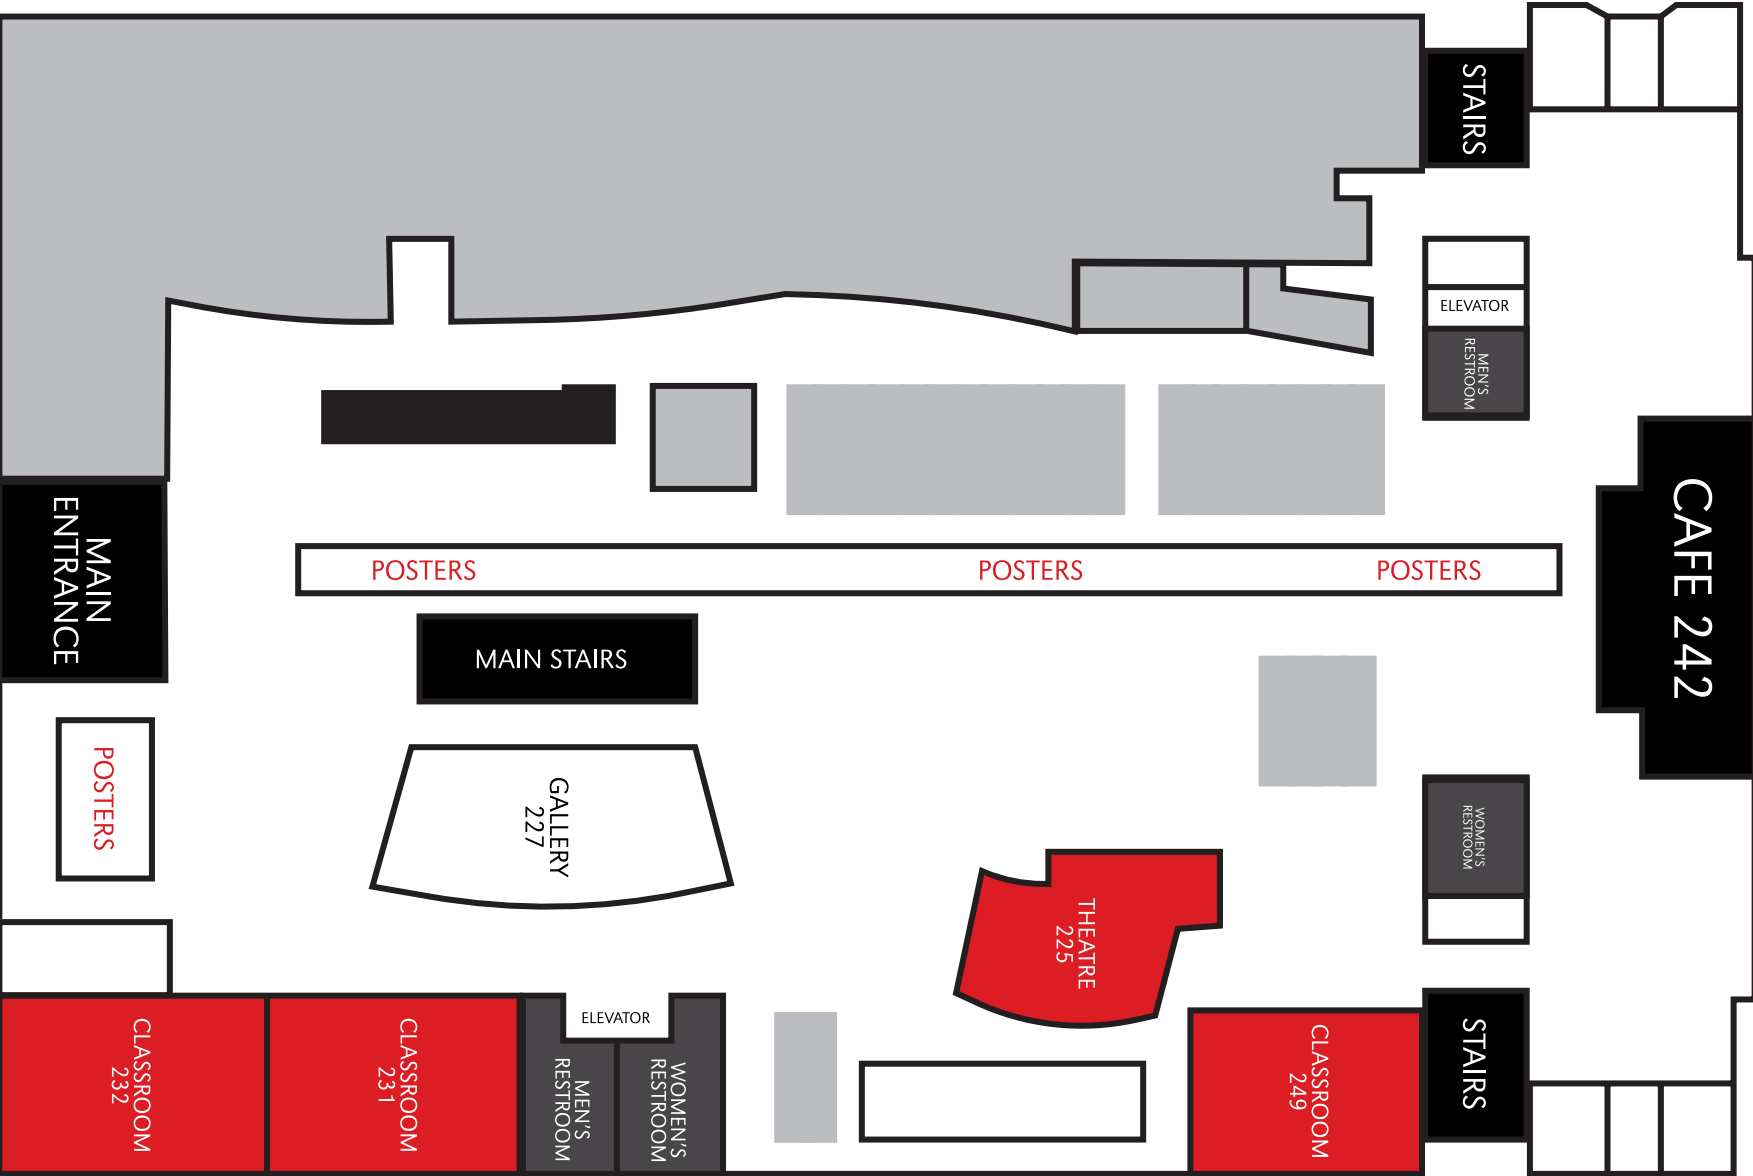 STAIRS
ELEVATOR
MEN'S
RESTROOM
MAIN
ENTRANCE
CAFE 242
POSTERS
POSTERS
POSTERS
MAIN STAIRS
POSTERS
GALLERY
227
WOMEN'S
RESTROOM
THEATRE
225
CLASSROOM
232
CLASSROOM
231
ELEVATOR
MEN'S
RESTROOM
WOMEN'S
RESTROOM
CLASSROOM
249
STAIRS